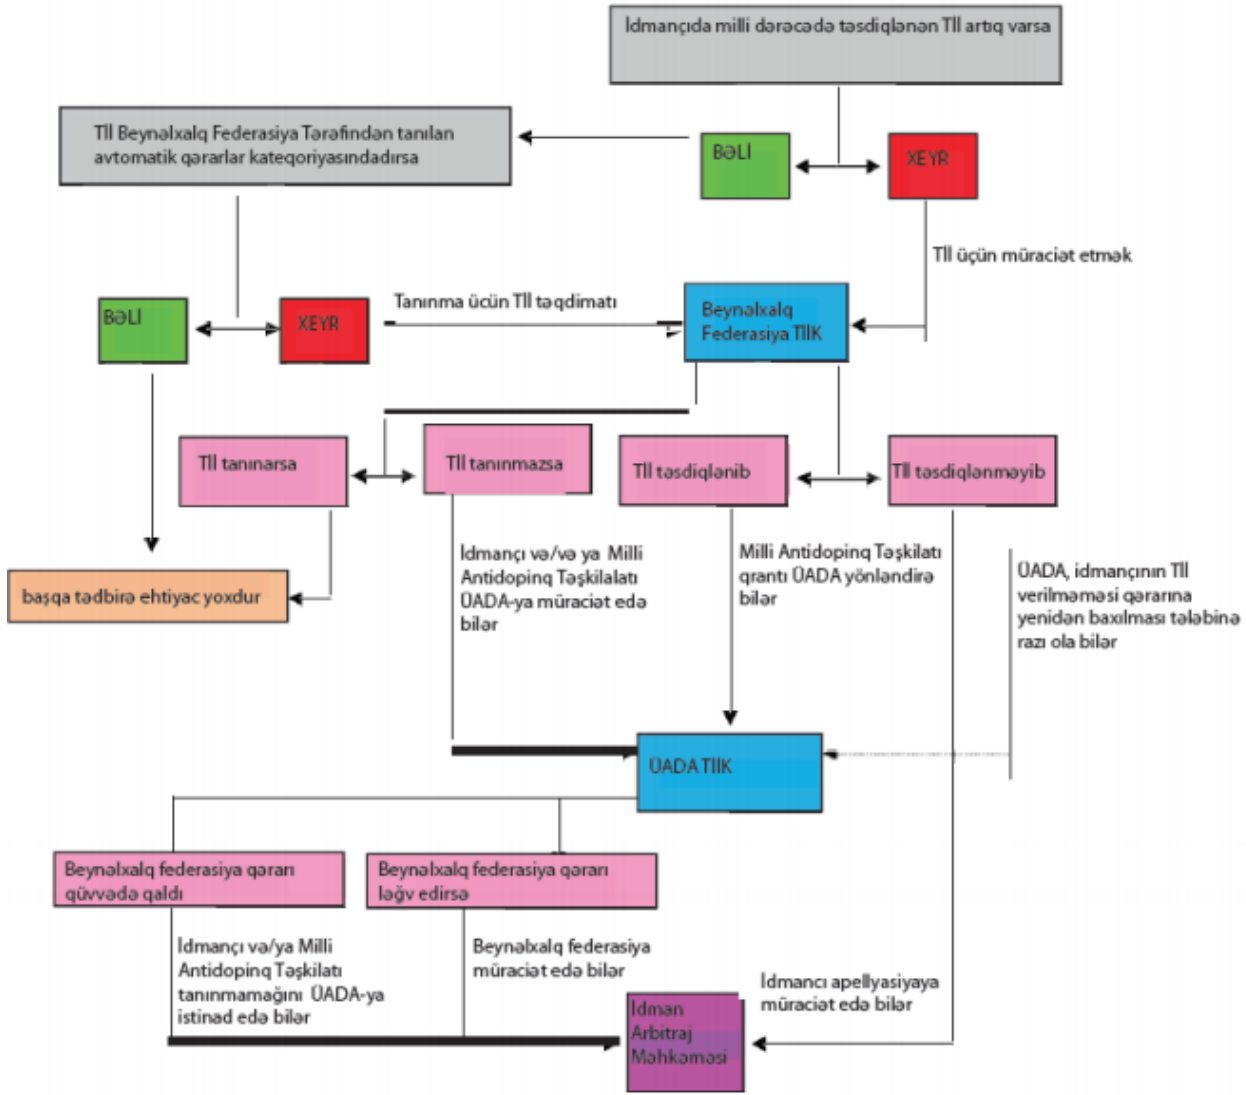 İdmançıda milli dərəcədə təsdiqlənən Tİİ artıq varsa
Tİİ Beynəlxalq Federasiya Tərəfindən tanılan
avtomatik qərarlar kateqoriyasındadırsa
BƏLİ
XEYR
Tİİ üçün müraciət etmək
BƏLİ
XEYR
Tanınma ücün Tİİ təqdimatı
Beynəlxalq
Federasiya TİİK
Tİİ tanınarsa
Tİİ tanınmazsa
Tİİ təsdiqlənib
Tİİ təsdiqlənməyib
başqa tədbirə ehtiyac yoxdur
İdmançı və/və ya Milli
Antidopinq Təşkilalatı
ÜADA-ya müraciət edə
bilər
Milli Antidopinq Təşkilatı
qrantı ÜADA yönləndirə
bilər
ÜADA, idmançının Tİİ
verilməməsi qərarına
yenidən baxılması tələbinə
razı ola bilər
ÜADA TİİK
Beynəlxalq federasiya qərarı
qüvvədə qaldı
Beynəlxalq federasiya qərarı
ləğv edirsə
İdmançı və/ya Milli
Antidopinq Təşkilatı
tanınmamağını ÜADA-ya
istinad edə bilər
Beynəlxalq federasiya
müraciət edə bilər
İdmancı apellyasiyaya
müraciət edə bilər
İdman
Arbitraj
Məhkəməsi